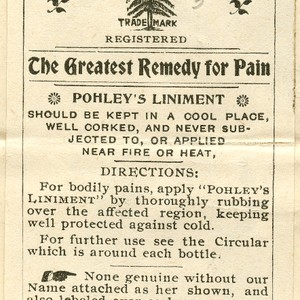 TRADE MARK
REGISTERED
The Greatest Remedy for Pain
POHLEY'S LINIMENT
SHOULD BE KEPT IN A COOL PLACE,
WELL CORKED, AND NEVER SUB-
JECTED TO, OR APPLIED
NEAR FIRE OR HEAT,
DIRECTIONS:
For bodily pains, apply "POHLEY'S
LINIMENT" by thoroughly rubbing
over the affected region, keeping
well protected against cold.
For further use see the Circular
which is around each bottle.
None genuine without our
Name attached as her shown, and
also labeled